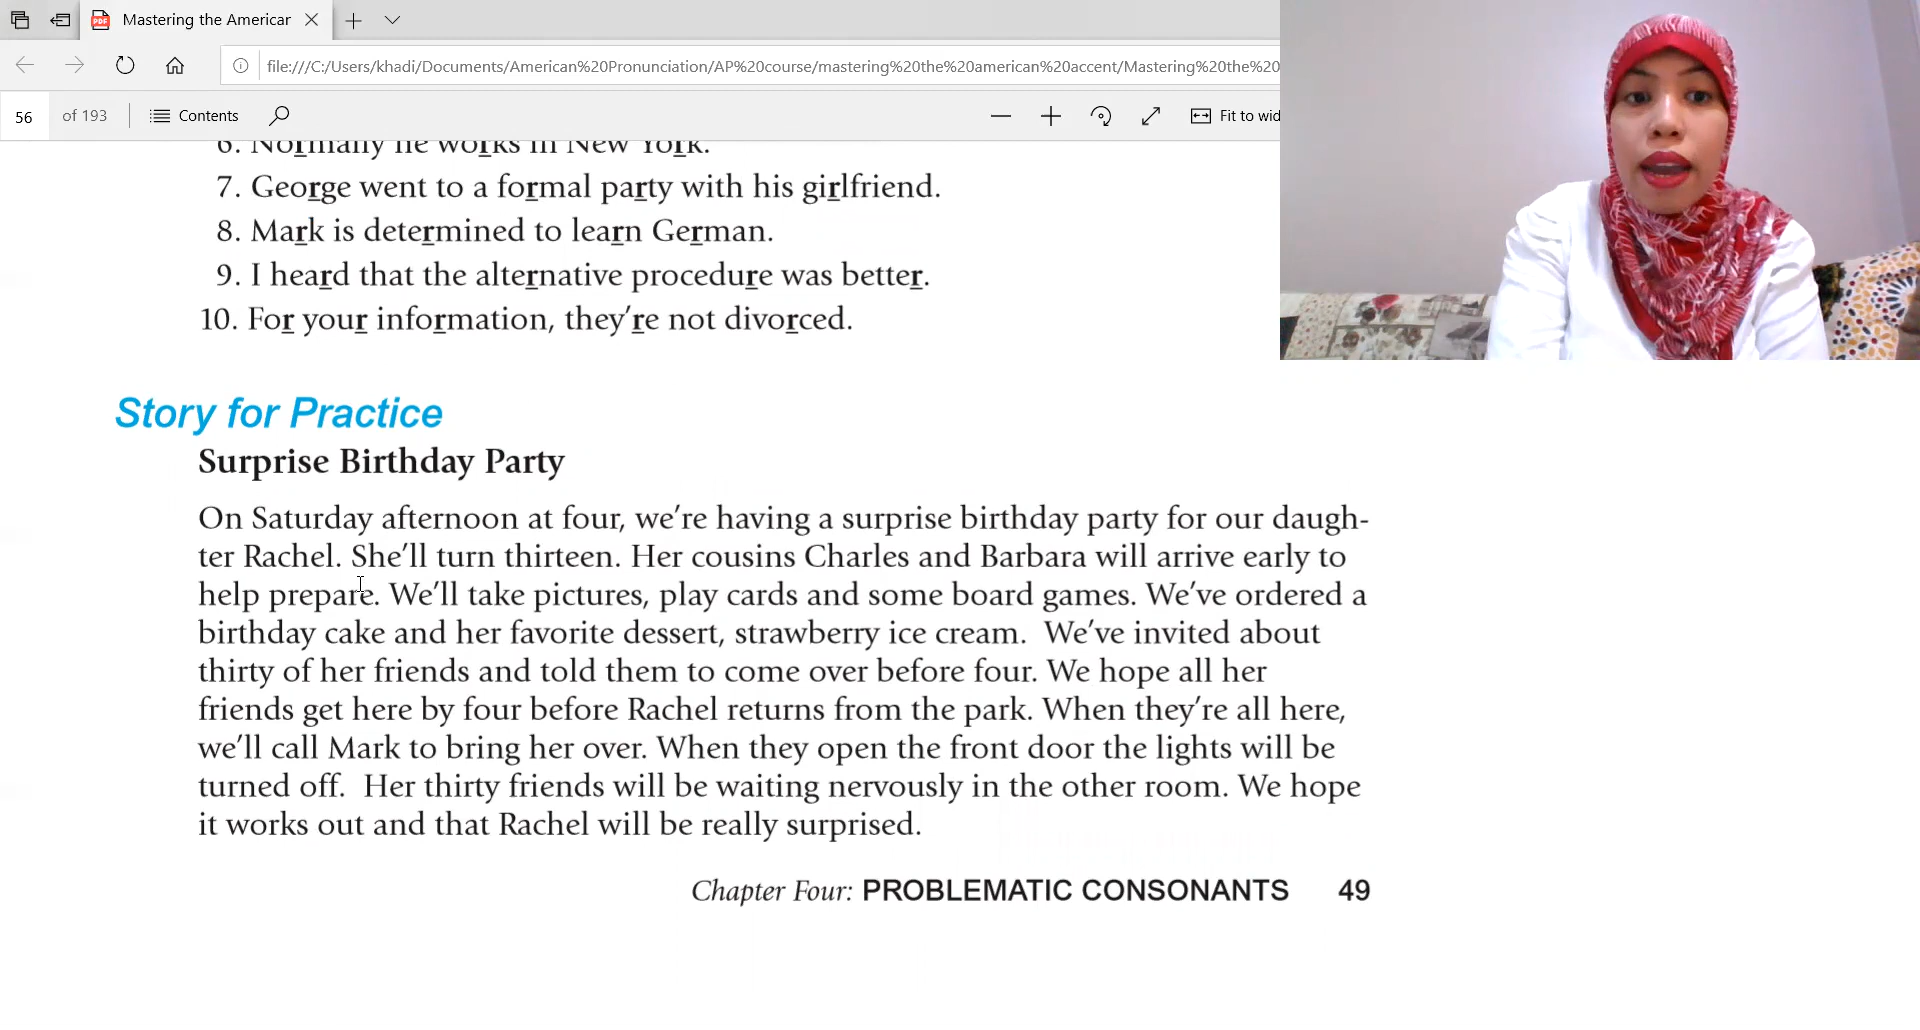 Mastering the Americar
file:///C:/Users/khadi/Documents/American%20Pronunciation/AP%20course/mastering%20the%20american%20accent/Mastering%20the%20
56 of 193 Contents Fit to wid
6. Normally he works in New York.
7. George went to a formal party with his girlfriend.
8. Mark is determined to learn German.
9. I heard that the alternative procedure was better.
10. For your information, they're not divorced.
Story for Practice
Surprise Birthday Party
On Saturday afternoon at four, we're having a surprise birthday party for our daugh-
ter Rachel. She'll turn thirteen. Her cousins Charles and Barbara will arrive early to
help prepare. We'll take pictures, play cards and some board games. We've ordered a
birthday cake and her favorite dessert, strawberry ice cream. We've invited about
thirty of her friends and told them to come over before four. We hope all her
friends get here by four before Rachel returns from the park. When they're all here,
we'll call Mark to bring her over. When they open the front door the lights will be
turned off. Her thirty friends will be waiting nervously in the other room. We hope
it works out and that Rachel will be really surprised.
Chapter Four: PROBLEMATIC CONSONANTS 49